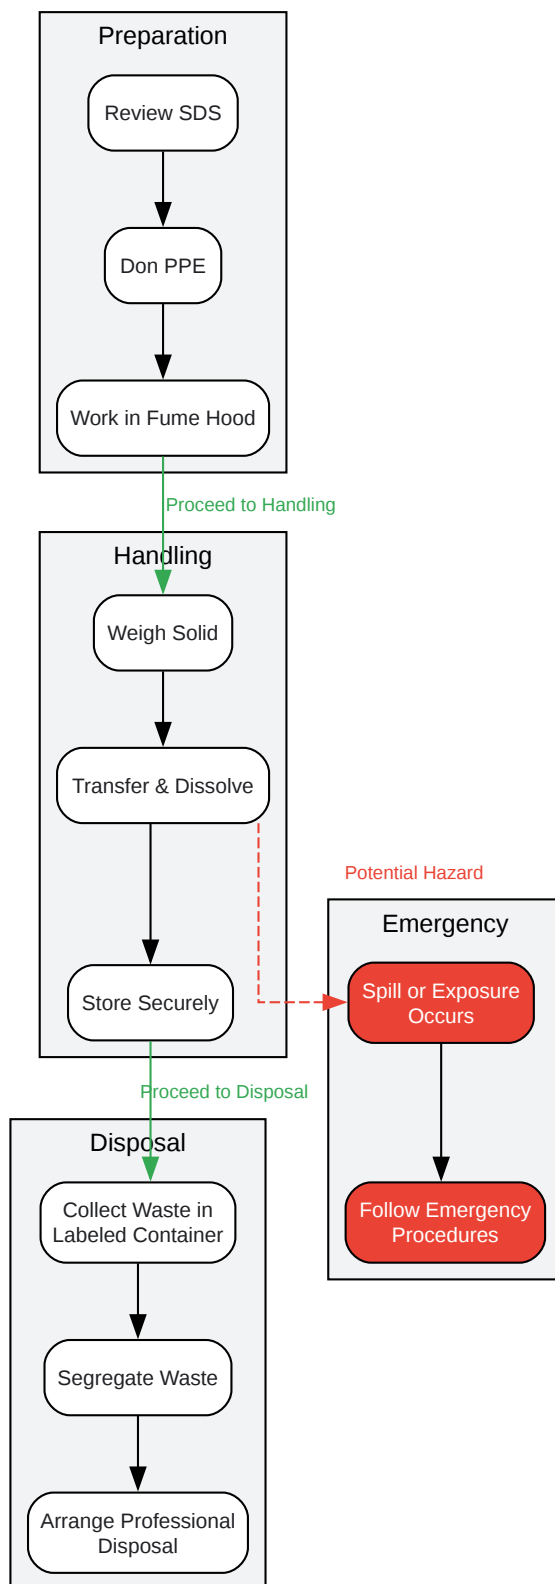 Preparation
Review SDS
Don PPE
Work in Fume Hood
Proceed to Handling
Handling
Weigh Solid
Transfer & Dissolve
Store Securely
Potential Hazard
Emergency
Spill or Exposure
Occurs
Follow Emergency
Procedures
Proceed to Disposal
Disposal
Collect Waste in
Labeled Container
Segregate Waste
Arrange Professional
Disposal